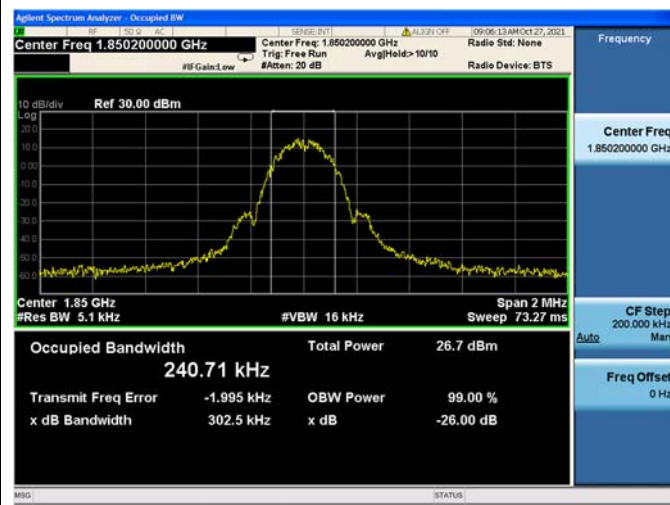 Agilent Spectrum Analyzer - Occupied BW
RF 50 Ω AC SENSE:INT ALIGN OFF 09:06:13 AM Oct 27, 2021
Center Freq 1.850200000 GHz Center Freq: 1.850200000 GHz Radio Std: None Frequency
Trig: Free Run Avg|Hold:>10/10
#IFGain:Low #Atten: 20 dB Radio Device: BTS
10 dB/div Ref 30.00 dBm
Log
20.0
10.0
0.00
-10.0
-20.0
-30.0
-40.0
-50.0
-60.0
Center Freq
1.850200000 GHz
Center 1.85 GHz Span 2 MHz
#Res BW 5.1 kHz #VBW 16 kHz Sweep 73.27 ms
CF Step
200.000 kHz
Auto Man
Occupied Bandwidth Total Power 26.7 dBm
240.71 kHz
Transmit Freq Error -1.995 kHz OBW Power 99.00 %
x dB Bandwidth 302.5 kHz x dB -26.00 dB
Freq Offset
0 Hz
MSG STATUS